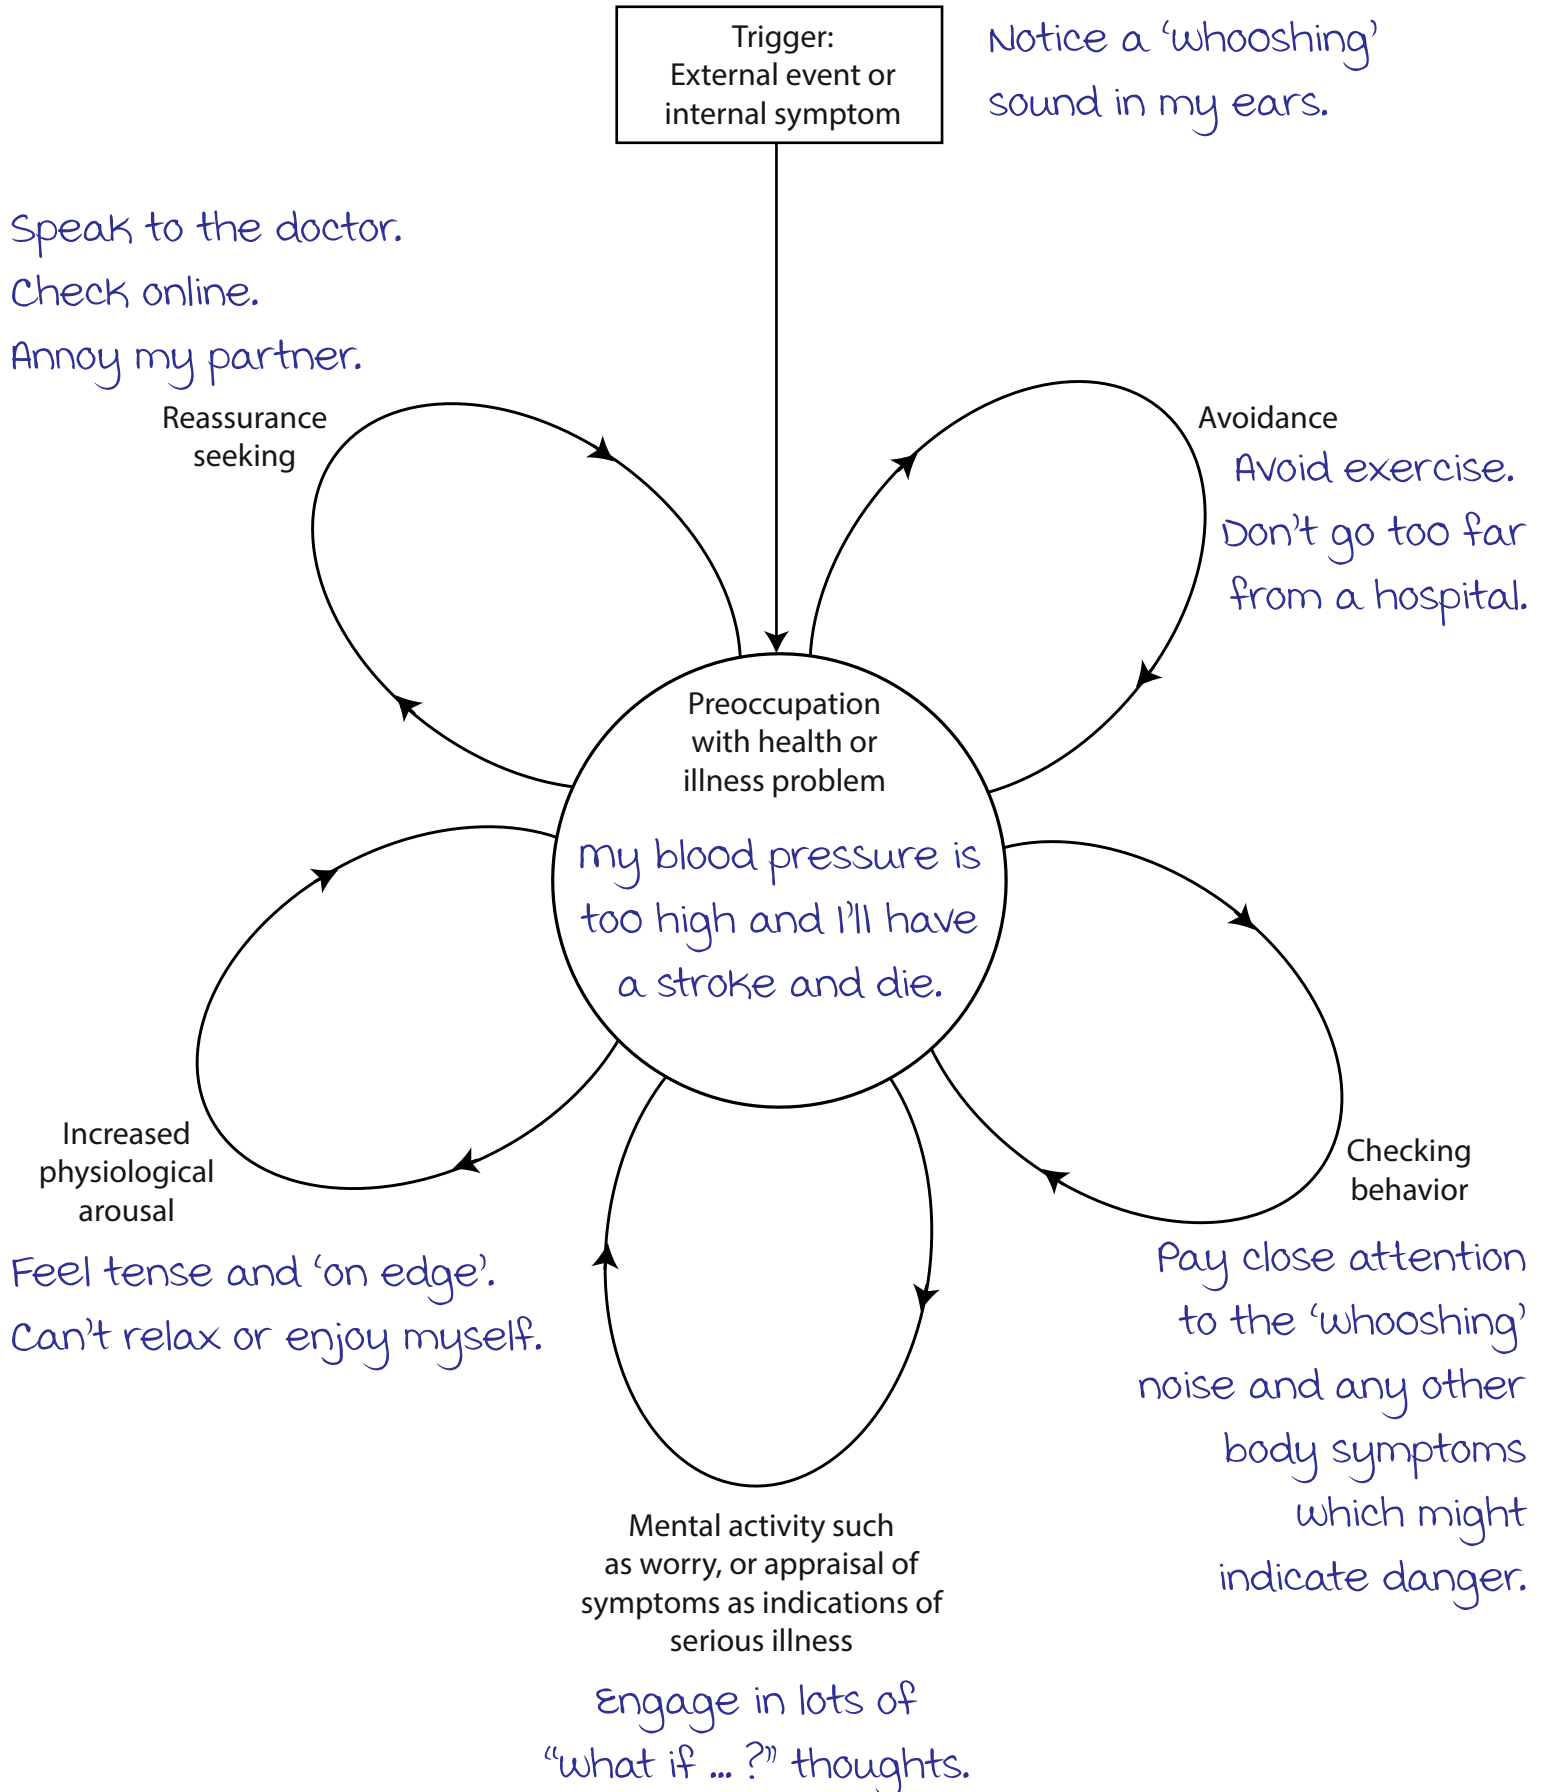 Trigger:
External event or
internal symptom
Notice a ‘whooshing’
sound in my ears.
Speak to the doctor.
Check online.
Annoy my partner.
Reassurance
seeking
Avoidance
Avoid exercise.
Don’t go too far
from a hospital.
Preoccupation
with health or
illness problem
My blood pressure is
too high and I’ll have
a stroke and die.
Increased
physiological
arousal
Feel tense and ‘on edge’.
Can’t relax or enjoy myself.
Checking
behavior
Pay close attention
to the ‘whooshing’
noise and any other
body symptoms
which might
indicate danger.
Mental activity such
as worry, or appraisal of
symptoms as indications of
serious illness
Engage in lots of
“what if ... ?” thoughts.